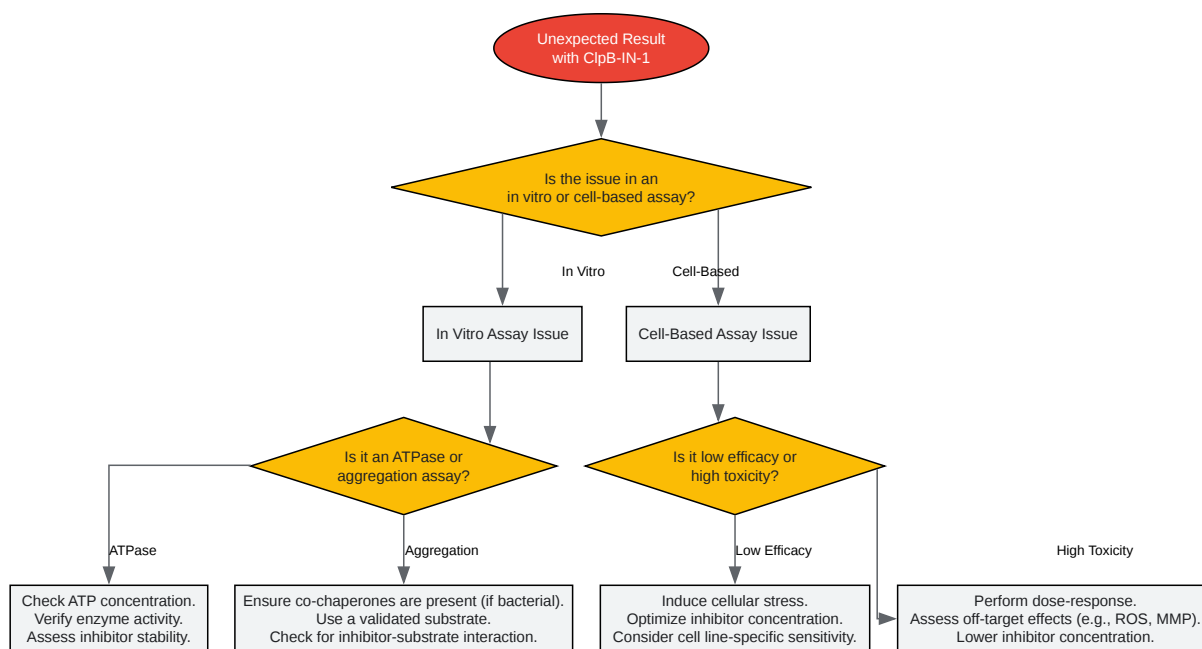 Unexpected Result
with ClpB-IN-1
Is the issue in an
in vitro or cell-based assay?
In Vitro
Cell-Based
In Vitro Assay Issue
Cell-Based Assay Issue
Is it an ATPase or
aggregation assay?
Is it low efficacy or
high toxicity?
ATPase
Aggregation
Low Efficacy
High Toxicity
Check ATP concentration.
Verify enzyme activity.
Assess inhibitor stability.
Ensure co-chaperones are present (if bacterial).
Use a validated substrate.
Check for inhibitor-substrate interaction.
Induce cellular stress.
Optimize inhibitor concentration.
Consider cell line-specific sensitivity.
Perform dose-response.
Assess off-target effects (e.g., ROS, MMP).
Lower inhibitor concentration.